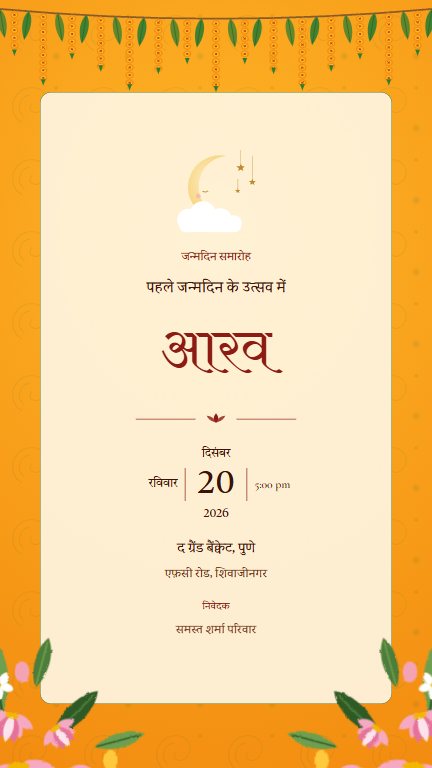 जन्मदिन समारोह
पहले जन्मदिन के उत्सव में
आरव
दिसंबर
रविवार 20 5:00 pm
2026
द ग्रैंड बैंक्वेट, पुणे
एफ़सी रोड, शिवाजीनगर
निवेदक
समस्त शर्मा परिवार